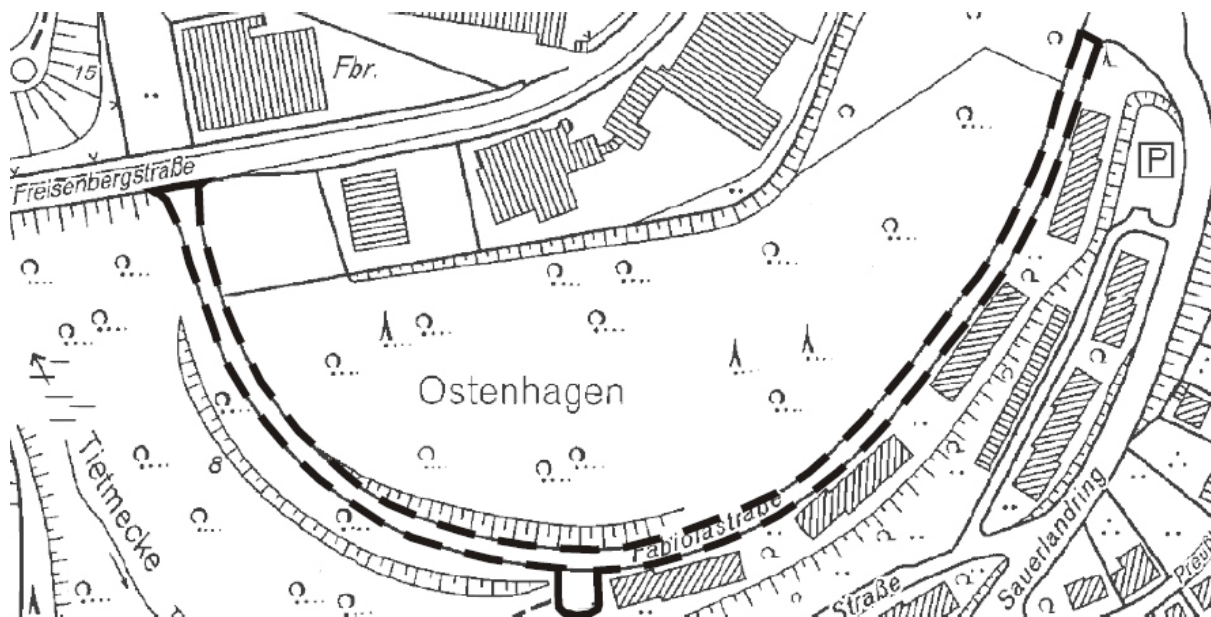 15
Fbr.
Freisenbergstraße
P
Ostenhagen
8
Tietmecke
Fabiolastraße
Sauerlandring
Straße